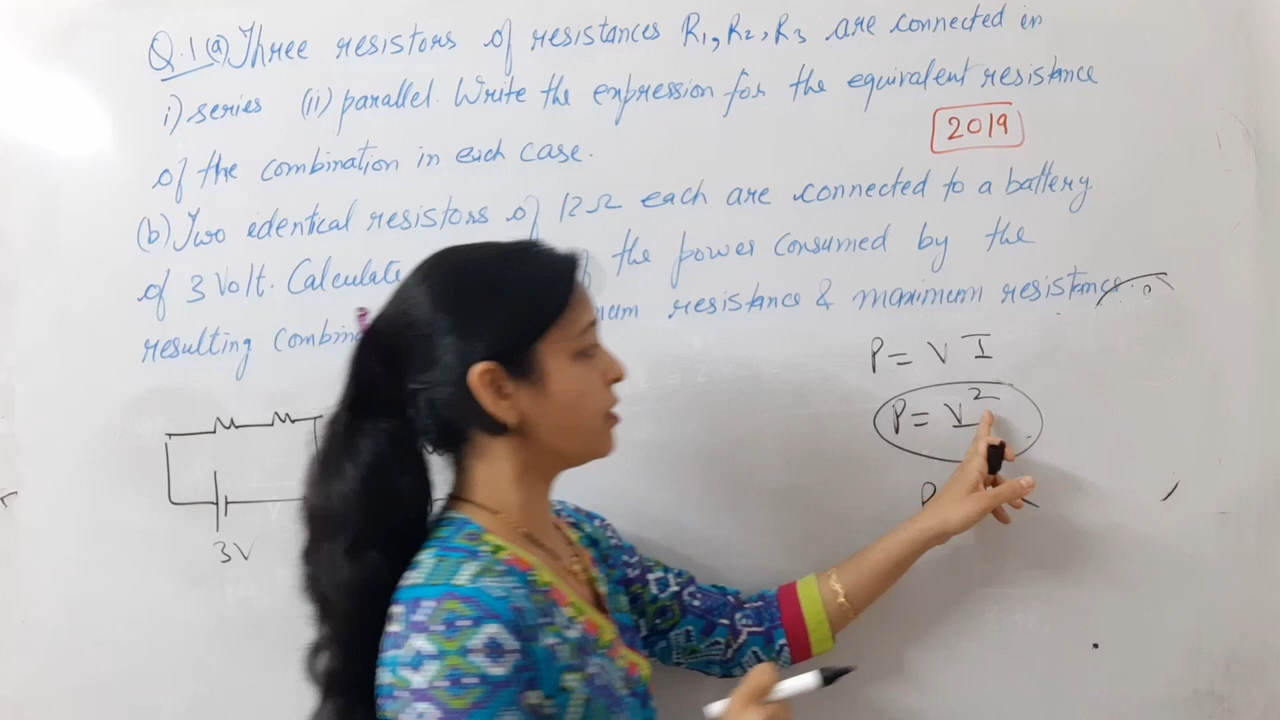 Q.1(a) Three resistors of resistances R1, R2, R3 are connected in
i) series (ii) parallel. Write the expression for the equivalent resistance
2019
of the combination in each case.
(b) Two identical resistors of 12Ω each are connected to a battery
of 3 Volt. Calculate the power consumed by the
resulting resistance & maximum resistance
P = V I
P = V²
3V